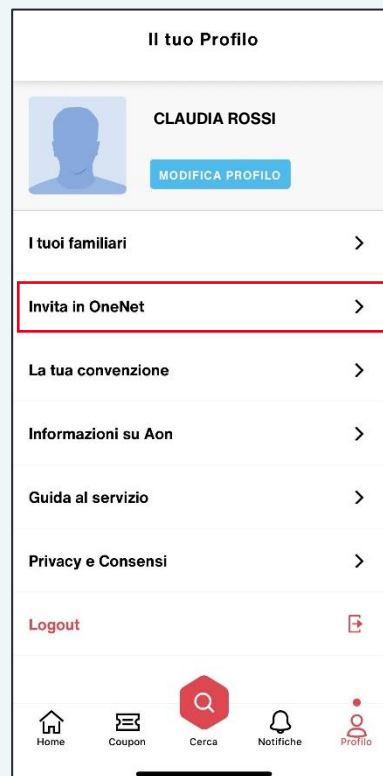 Il tuo Profilo
CLAUDIA ROSSI
MODIFICA PROFILO
I tuoi familiari
Invita in OneNet
La tua convenzione
Informazioni su Aon
Guida al servizio
Privacy e Consensi
Logout
Home
Coupon
Cerca
Notifiche
Profilo